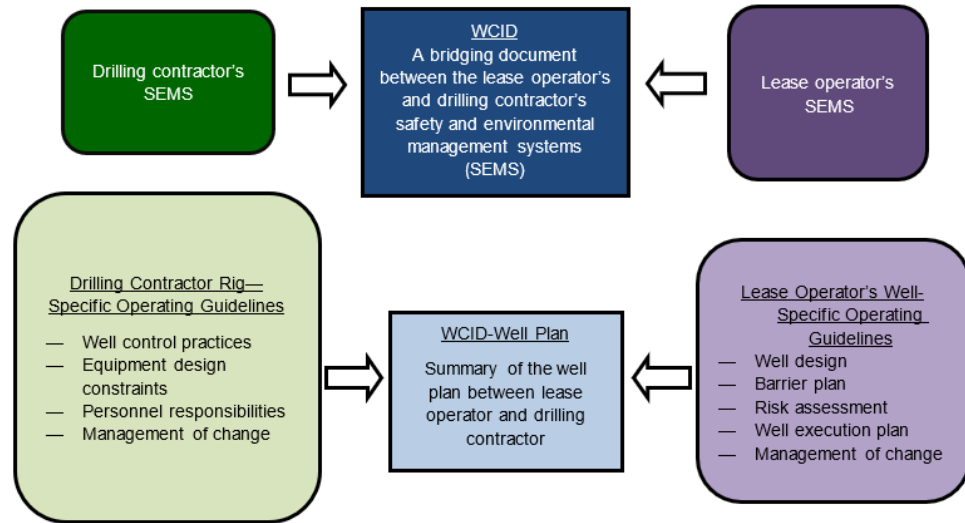 Drilling contractor's
SEMS
WCID
A bridging document
between the lease operator's
and drilling contractor's
safety and environmental
management systems
(SEMS)
Lease operator's
SEMS
Drilling Contractor Rig—
Specific Operating Guidelines
— Well control practices
— Equipment design
constraints
— Personnel responsibilities
— Management of change
WCID-Well Plan
Summary of the well
plan between lease
operator and drilling
contractor
Lease Operator's Well-
Specific Operating
Guidelines
— Well design
— Barrier plan
— Risk assessment
— Well execution plan
— Management of change